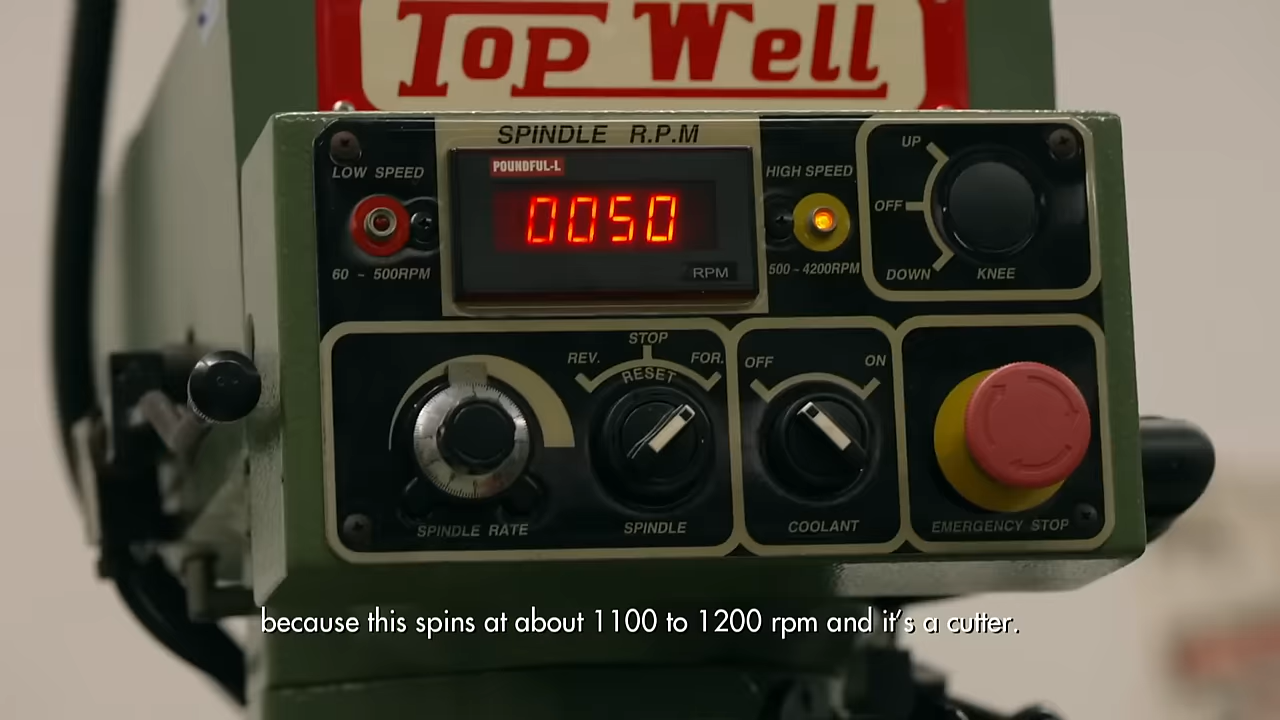 Top Well
SPINDLE R.P.M
POUNDFUL-L
LOW SPEED
0050
RPM
60 ~ 500RPM
HIGH SPEED
500 ~ 4200RPM
UP
OFF
DOWN
KNEE
REV.
STOP
FOR.
RESET
SPINDLE RATE
SPINDLE
OFF
ON
COOLANT
EMERGENCY STOP
because this spins at about 1100 to 1200 rpm and it's a cutter.